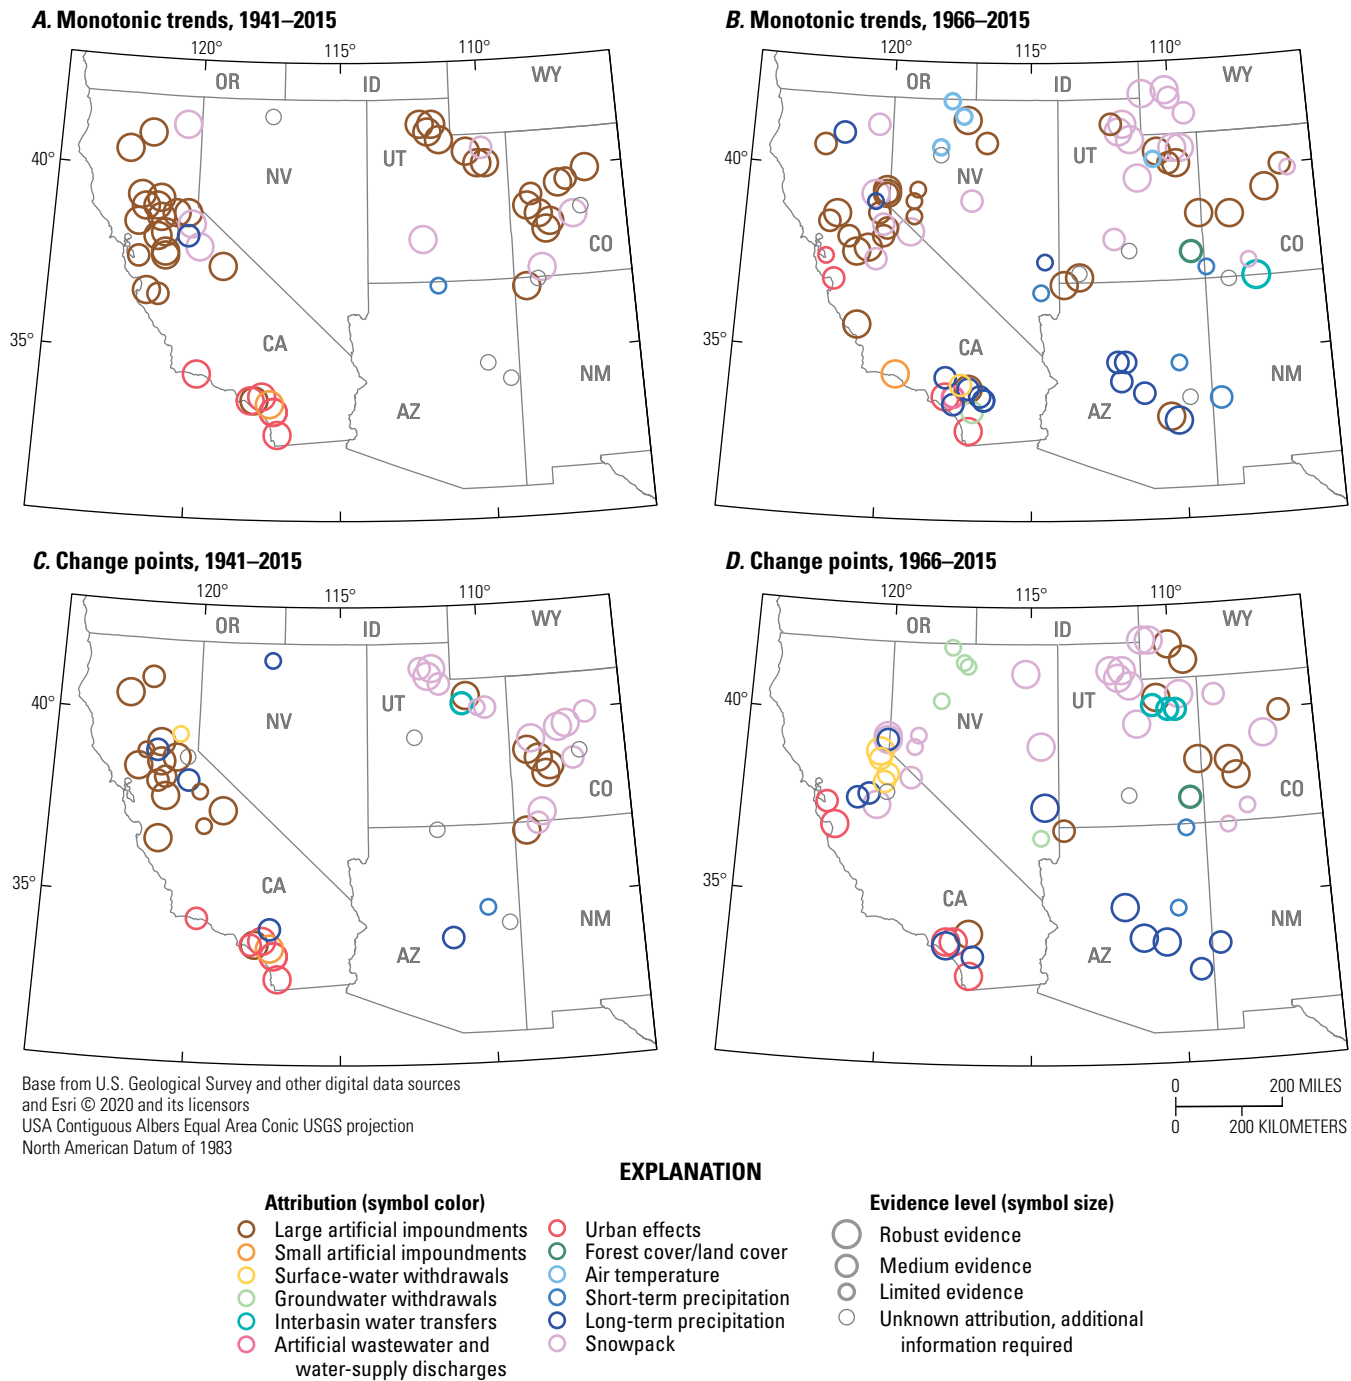 A. Monotonic trends, 1941–2015
120°
115°
110°
OR
ID
WY
40°
NV
UT
CO
35°
CA
AZ
NM
B. Monotonic trends, 1966–2015
120°
115°
110°
OR
ID
WY
40°
NV
UT
CO
35°
CA
AZ
NM
C. Change points, 1941–2015
120°
115°
110°
OR
ID
WY
40°
NV
UT
CO
35°
CA
AZ
NM
D. Change points, 1966–2015
120°
115°
110°
OR
ID
WY
40°
NV
UT
CO
35°
CA
AZ
NM
Base from U.S. Geological Survey and other digital data sources
and Esri © 2020 and its licensors
USA Contiguous Albers Equal Area Conic USGS projection
North American Datum of 1983
0 200 MILES
0 200 KILOMETERS
EXPLANATION
Attribution (symbol color)
Large artificial impoundments
Small artificial impoundments
Surface-water withdrawals
Groundwater withdrawals
Interbasin water transfers
Artificial wastewater and
water-supply discharges
Urban effects
Forest cover/land cover
Air temperature
Short-term precipitation
Long-term precipitation
Snowpack
Evidence level (symbol size)
Robust evidence
Medium evidence
Limited evidence
Unknown attribution, additional
information required